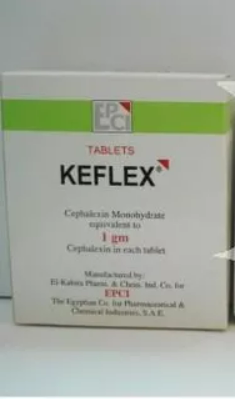 EPCI
TABLETS
KEFLEX®
Cephalexin Monohydrate
equivalent to
1 gm
Cephalexin in each tablet
Manufactured by:
El-Kahira Pharm. & Chem. Ind. Co. for
EPCI
The Egyptian Co. for Pharmaceutical &
Chemical Industries, S.A.E.